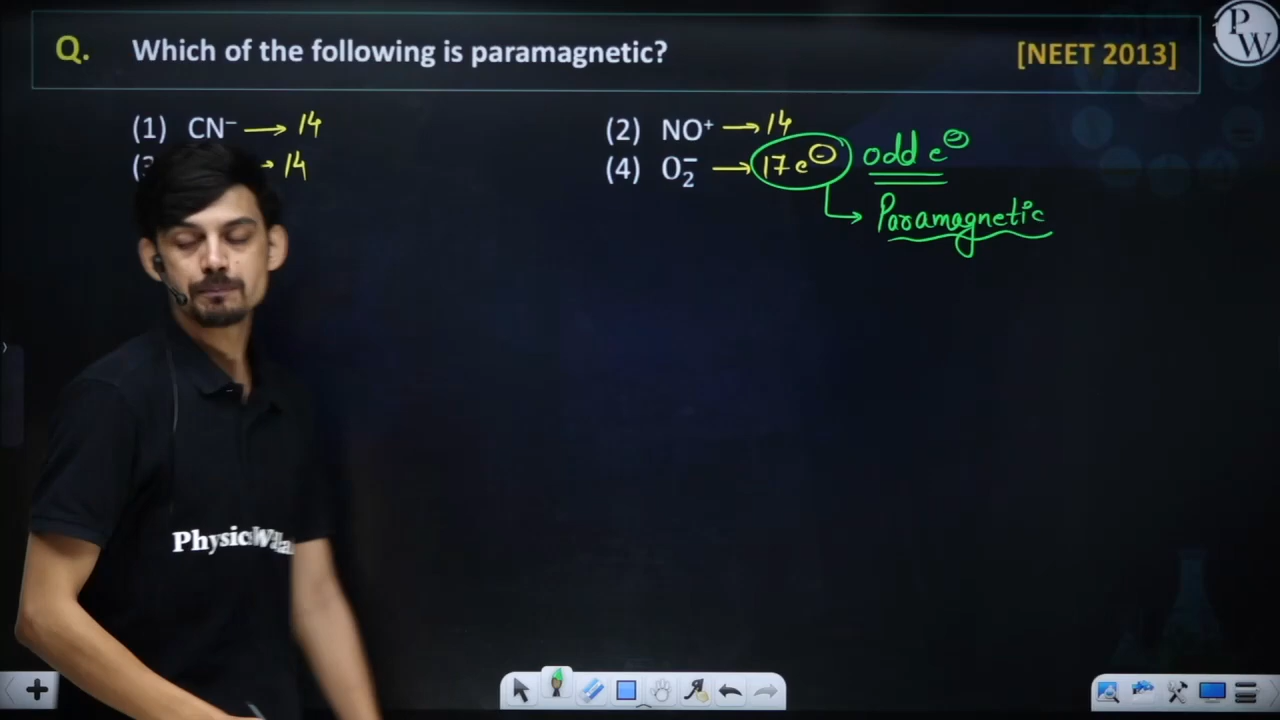 Q. Which of the following is paramagnetic? [NEET 2013]
PW
(1) CN⁻ → 14
(2) NO⁺ → 14
→ 14
(4) O₂⁻ → 17e⊖ odd e⊖
Paramagnetic